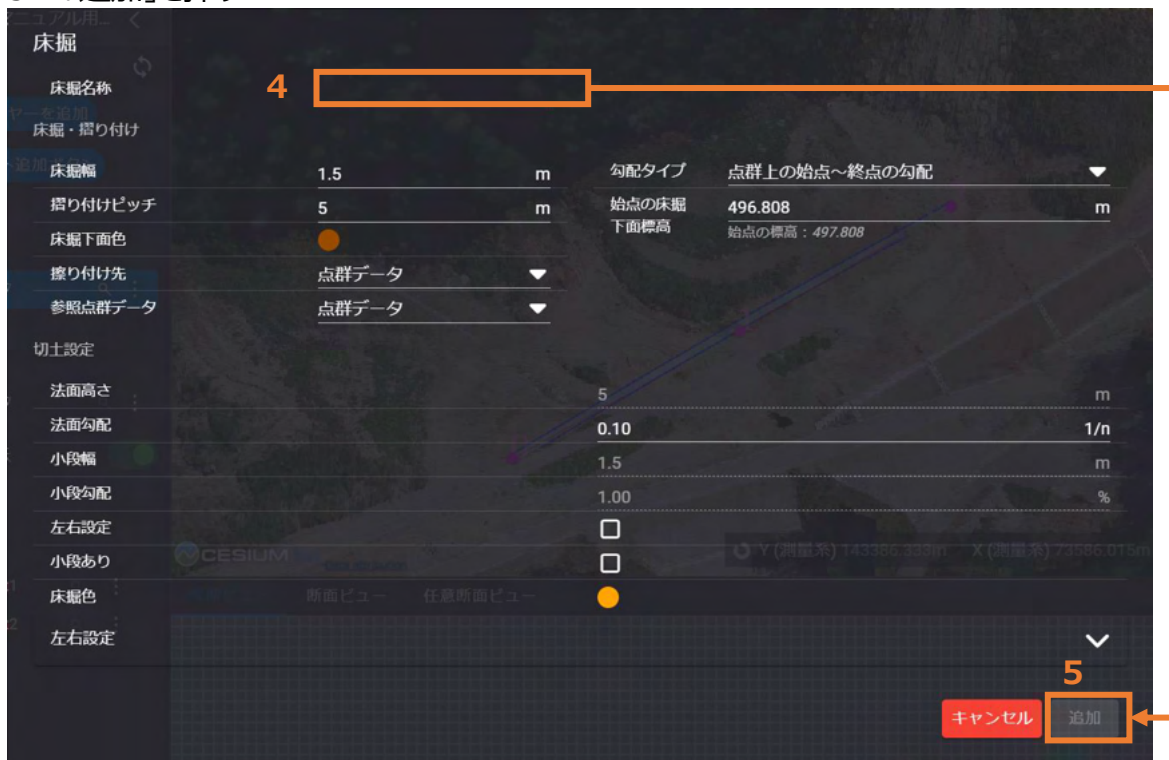 床掘
床掘名称
4
床掘・摺り付け
床掘幅 1.5 m 勾配タイプ 点群上の始点～終点の勾配
摺り付けピッチ 5 m 始点の床掘
下面標高 496.808 m
床掘下面色 始点の標高：497.808
擦り付け先 点群データ
参照点群データ 点群データ
切土設定
法面高さ 5 m
法面勾配 0.10 1/n
小段幅 1.5 m
小段勾配 1.00 %
左右設定
小段あり
CESIUM Y (測量系) 143386.333m X (測量系) 73586.015m
床掘色
断面ビュー 任意断面ビュー
左右設定
5
キャンセル 追加